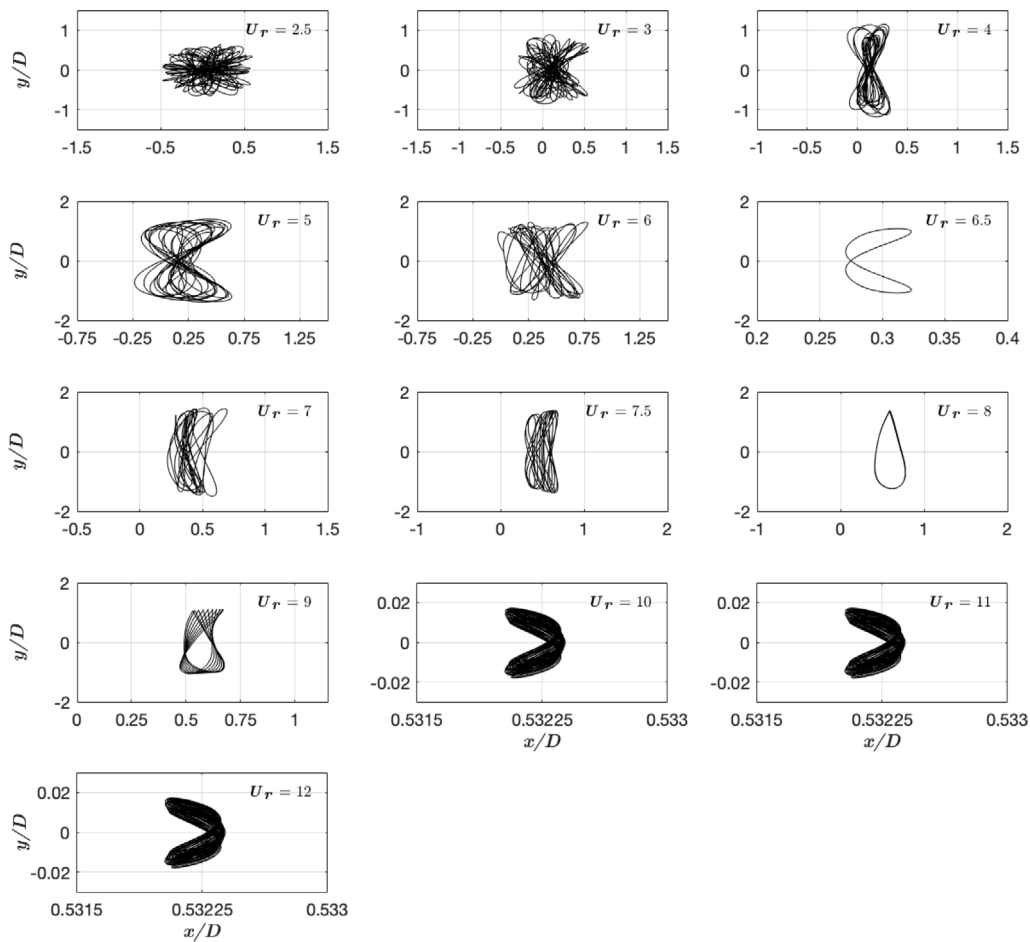 1
0
-1
y/D
U_r = 2.5
-1.5 -0.5 0 0.5 1.5
1
0
-1
U_r = 3
-1.5 -1 -0.5 0 0.5 1 1.5
1
0
-1
U_r = 4
-1 -0.5 0 0.5 1 1.5
2
0
-2
y/D
U_r = 5
-0.75 -0.25 0.25 0.75 1.25
2
0
-2
U_r = 6
-0.75 -0.25 0.25 0.75 1.25
2
0
-2
U_r = 6.5
0.2 0.25 0.3 0.35 0.4
2
0
-2
y/D
U_r = 7
-0.5 0 0.5 1 1.5
2
0
-2
U_r = 7.5
-1 0 1 2
2
0
-2
U_r = 8
-1 0 1 2
2
0
-2
y/D
U_r = 9
0 0.25 0.5 0.75 1
0.02
0
-0.02
U_r = 10
0.5315 0.53225 0.533
x/D
0.02
0
-0.02
U_r = 11
0.5315 0.53225 0.533
x/D
0.02
0
-0.02
y/D
U_r = 12
0.5315 0.53225 0.533
x/D